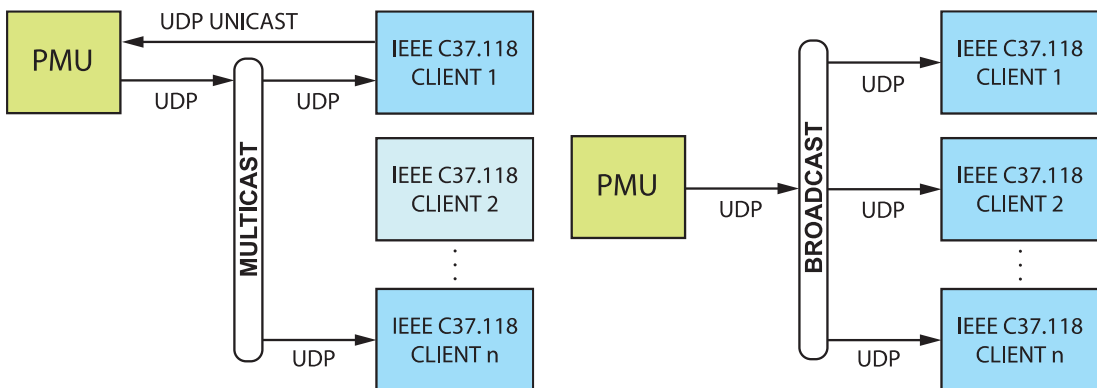 UDP UNICAST
PMU
UDP
MULTICAST
UDP
IEEE C37.118
CLIENT 1
IEEE C37.118
CLIENT 2
UDP
IEEE C37.118
CLIENT n
PMU
UDP
BROADCAST
UDP
IEEE C37.118
CLIENT 1
UDP
IEEE C37.118
CLIENT 2
UDP
IEEE C37.118
CLIENT n